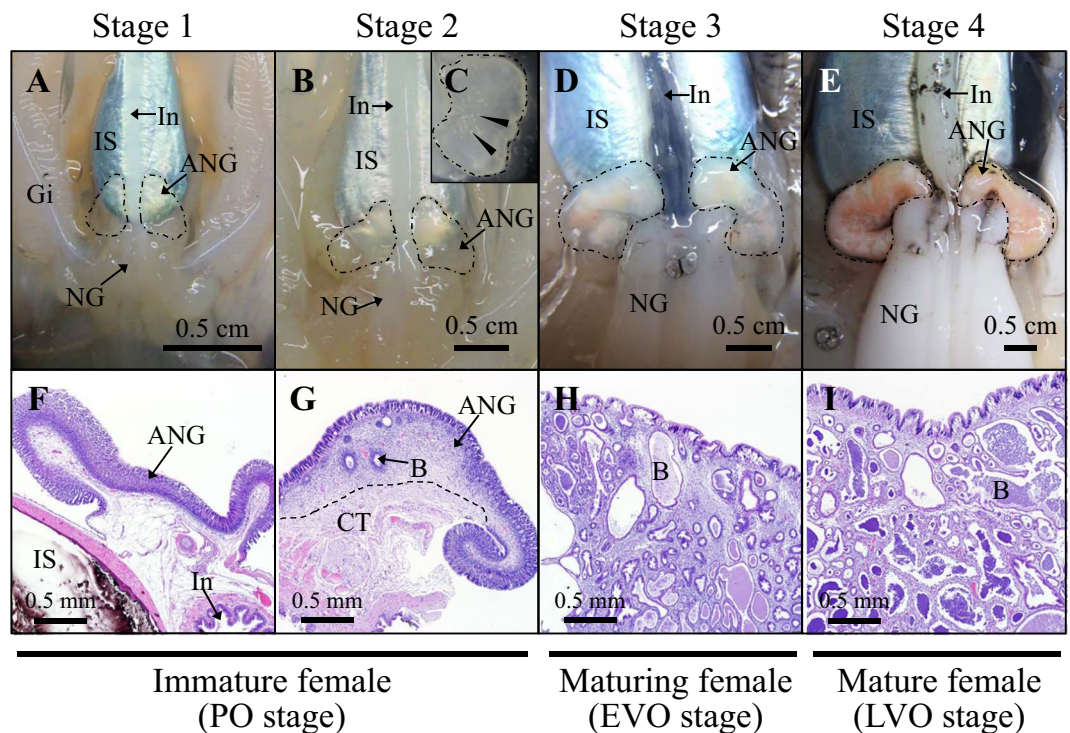 Stage 1
Stage 2
Stage 3
Stage 4
A
In
IS
ANG
Gi
NG
0.5 cm
B
C
In
IS
ANG
NG
0.5 cm
D
In
IS
ANG
NG
0.5 cm
E
In
IS
ANG
NG
0.5 cm
F
ANG
IS
In
0.5 mm
G
ANG
B
CT
0.5 mm
H
B
0.5 mm
I
B
0.5 mm
Immature female
(PO stage)
Maturing female
(EVO stage)
Mature female
(LVO stage)